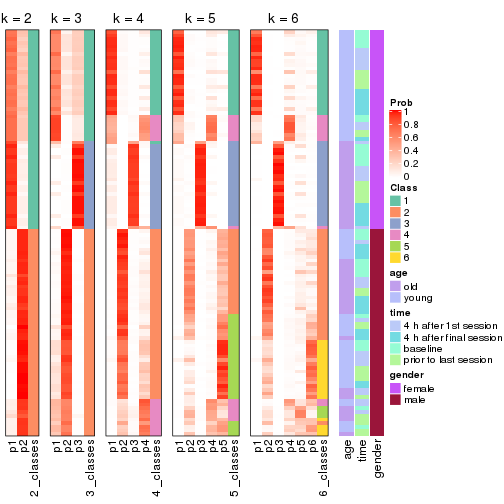 k = 2 k = 3 k = 4 k = 5 k = 6
Prob
1
0.8
0.6
0.4
0.2
0
Class
1
2
3
4
5
6
age
old
young
time
4 h after 1st session
4 h after final session
baseline
prior to last session
gender
female
male
p1 p2 2_classes p1 p2 p3 3_classes p1 p2 p3 p4 4_classes p1 p2 p3 p4 p5 5_classes p1 p2 p3 p4 p5 p6 6_classes age time gender